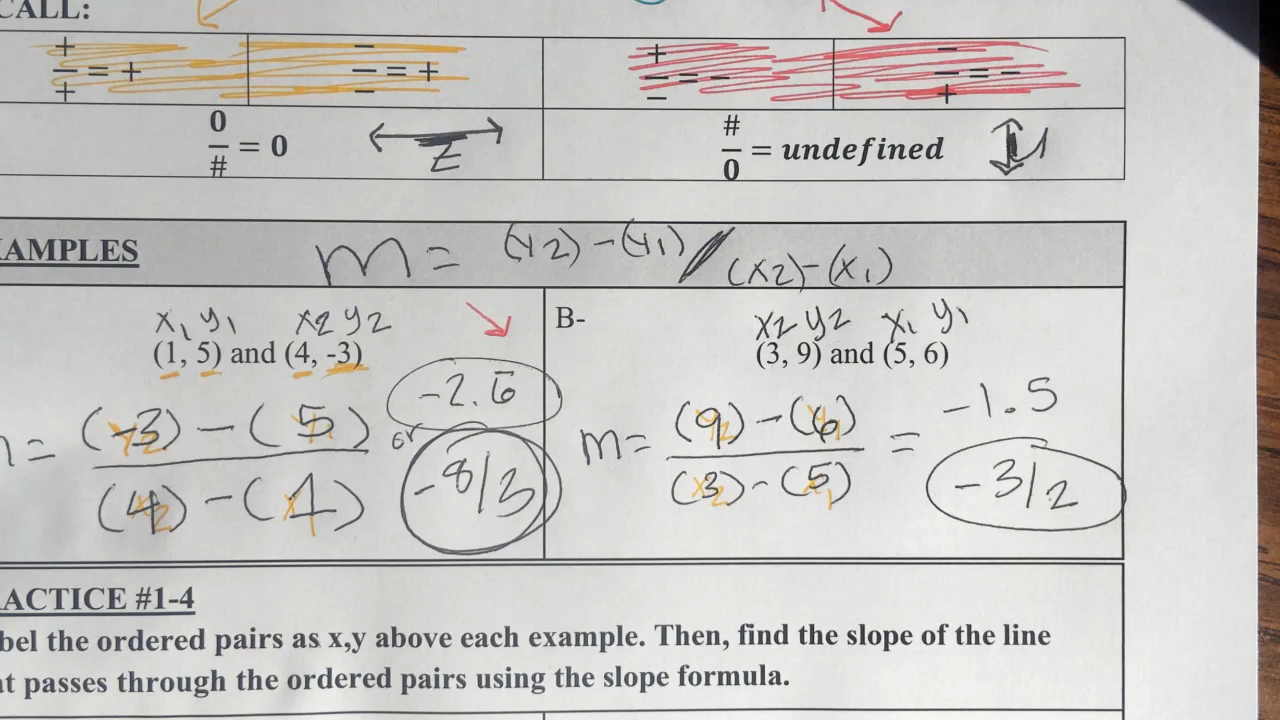 CALL:
+/+ = +
-/- = +
+/- = -
-/+ = -
0/# = 0
Z
#/0 = undefined
U
AMPLES
m = (Y2)-(Y1)/(X2)-(X1)
X1 Y1 X2 Y2
(1, 5) and (4, -3)
(-3) - (5)
= 
(4) - (1)
-2.6̅
or
-8/3
B-
X2 Y2 X1 Y1
(3, 9) and (5, 6)
m = (9)-(6)/(3)-(5) =
-1.5
-3/2
ACTICE #1-4
bel the ordered pairs as x,y above each example. Then, find the slope of the line
at passes through the ordered pairs using the slope formula.